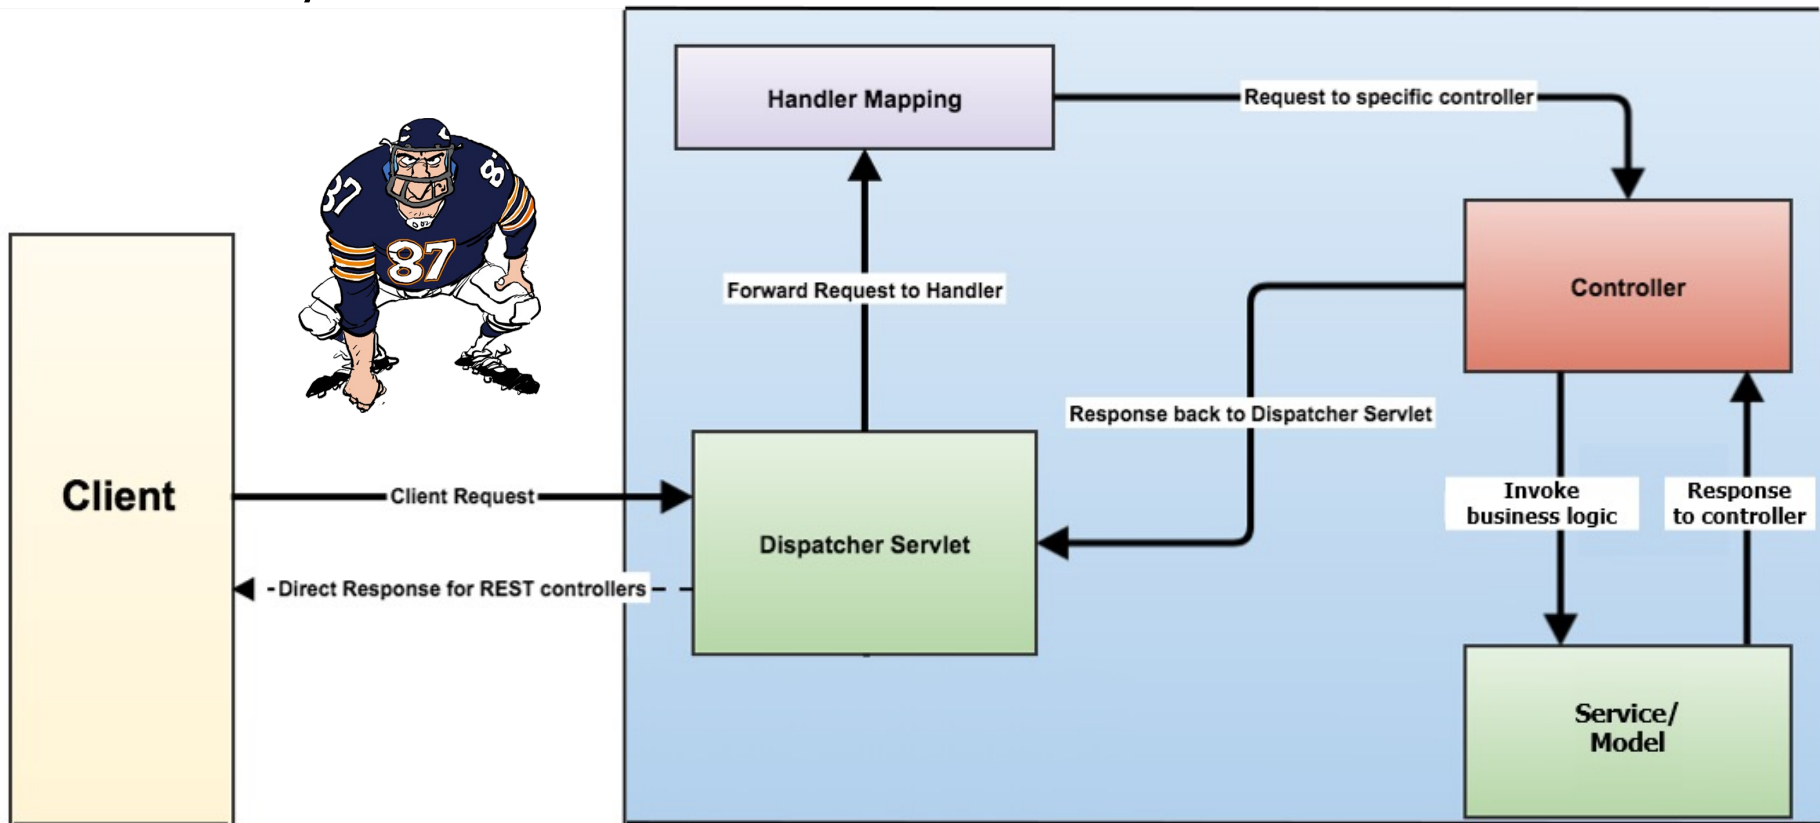 Handler Mapping
Request to specific controller
87
8
87
Forward Request to Handler
Controller
Response back to Dispatcher Servlet
Client
Client Request
Invoke
business logic
Response
to controller
Dispatcher Servlet
Direct Response for REST controllers
Service/
Model